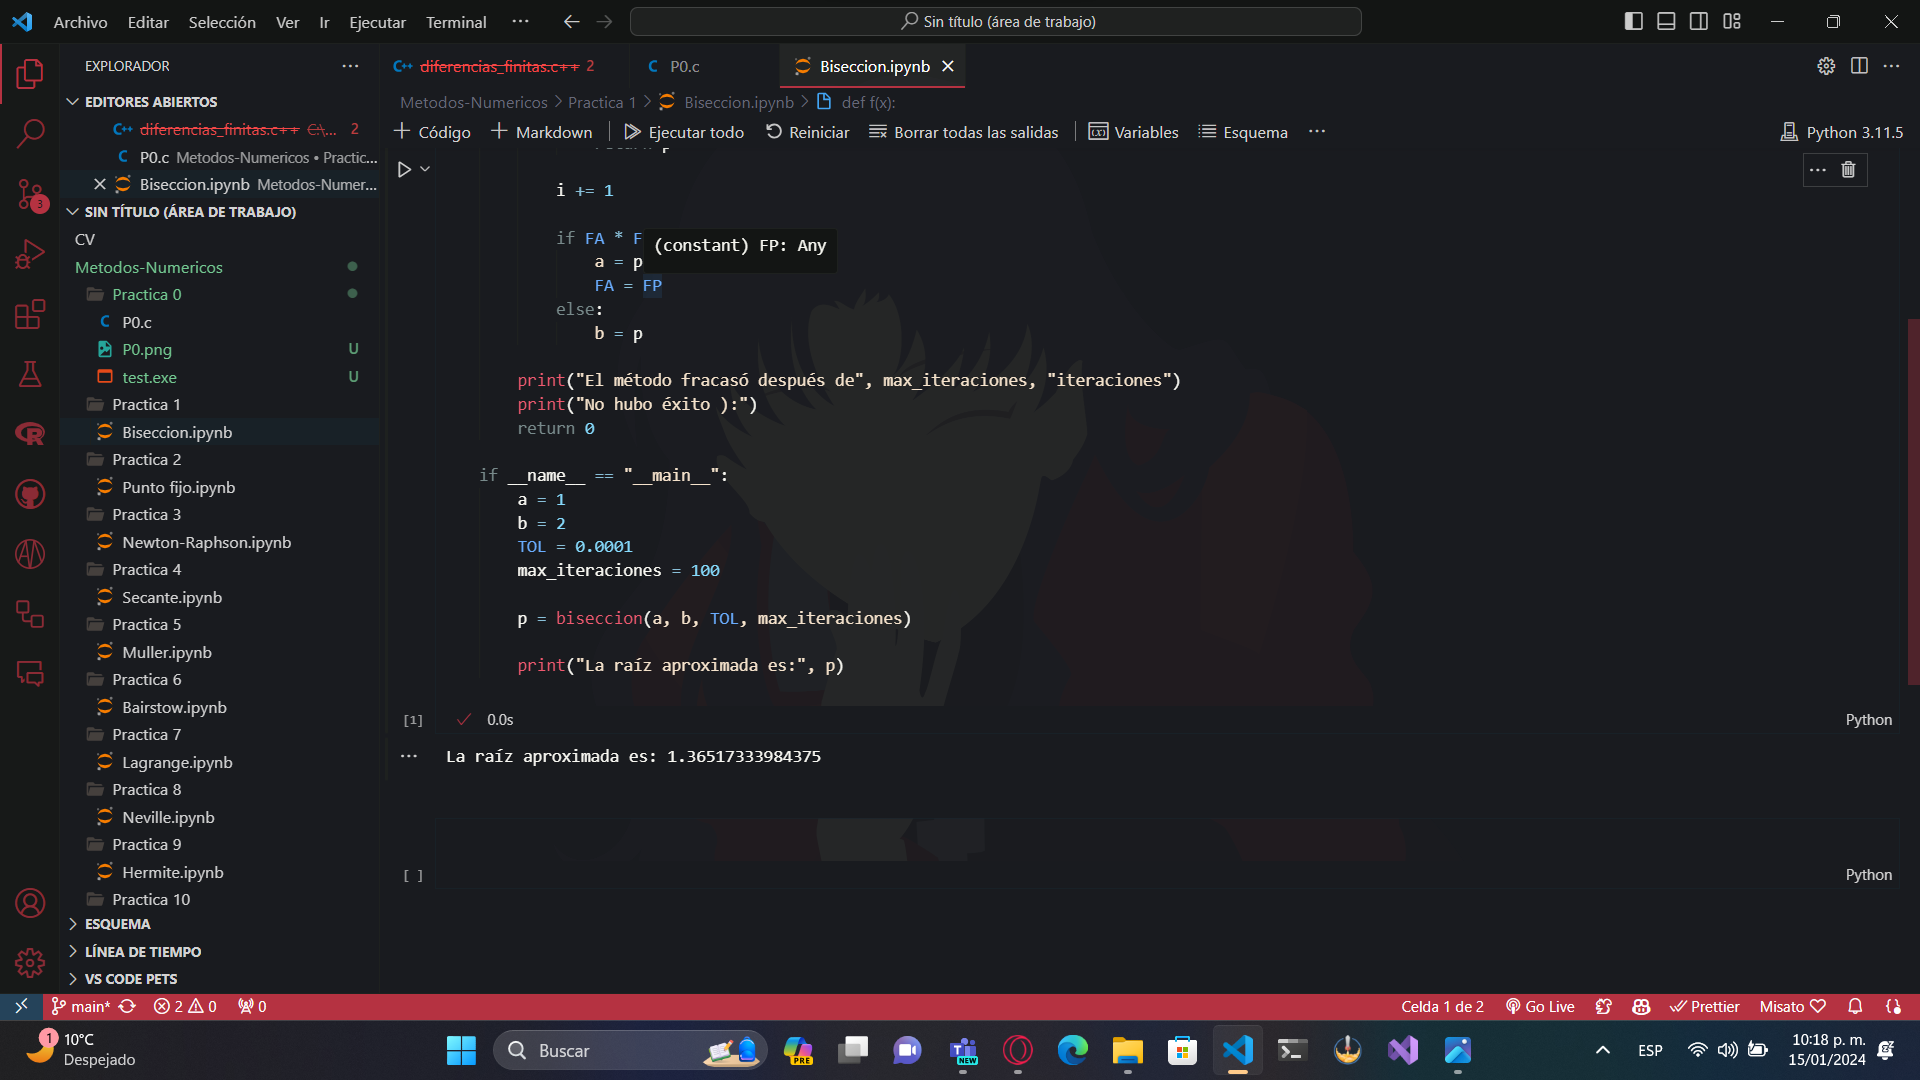 Archivo Editar Selección Ver Ir Ejecutar Terminal ··· Sin título (área de trabajo)
EXPLORADOR ···
EDITORES ABIERTOS
diferencias_finitas.c++ C:\... 2
P0.c Metodos-Numericos • Practic...
Biseccion.ipynb Metodos-Numer...
SIN TÍTULO (ÁREA DE TRABAJO)
CV
Metodos-Numericos
Practica 0
P0.c
P0.png U
test.exe U
Practica 1
Biseccion.ipynb
Practica 2
Punto fijo.ipynb
Practica 3
Newton-Raphson.ipynb
Practica 4
Secante.ipynb
Practica 5
Muller.ipynb
Practica 6
Bairstow.ipynb
Practica 7
Lagrange.ipynb
Practica 8
Neville.ipynb
Practica 9
Hermite.ipynb
Practica 10
ESQUEMA
LÍNEA DE TIEMPO
VS CODE PETS
3
diferencias_finitas.c++ 2 P0.c Biseccion.ipynb
Metodos-Numericos > Practica 1 > Biseccion.ipynb > def f(x):
+ Código + Markdown | Ejecutar todo Reiniciar Borrar todas las salidas | Variables Esquema ··· Python 3.11.5
i += 1
if FA * F
(constant) FP: Any
a = p
FA = FP
else:
b = p
print("El método fracasó después de", max_iteraciones, "iteraciones")
print("No hubo éxito ):")
return 0
if __name__ == "__main__":
a = 1
b = 2
TOL = 0.0001
max_iteraciones = 100
p = biseccion(a, b, TOL, max_iteraciones)
print("La raíz aproximada es:", p)
[1] 0.0s Python
··· La raíz aproximada es: 1.36517333984375
[ ] Python
main* 2 0 0 Celda 1 de 2 Go Live Prettier Misato
1 10°C
Despejado
Buscar
PRE
NEW
ESP
10:18 p. m.
15/01/2024